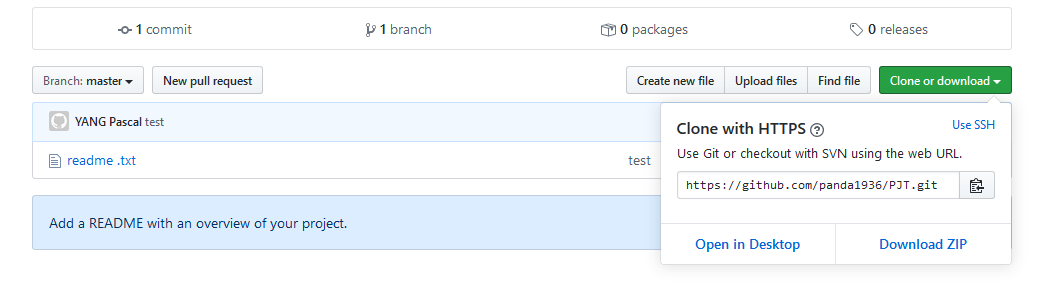 1 commit 1 branch 0 packages 0 releases
Branch: master New pull request Create new file Upload files Find file Clone or download
YANG Pascal test
readme .txt test
Add a README with an overview of your project.
Clone with HTTPS Use SSH
Use Git or checkout with SVN using the web URL.
https://github.com/panda1936/PJT.git
Open in Desktop Download ZIP